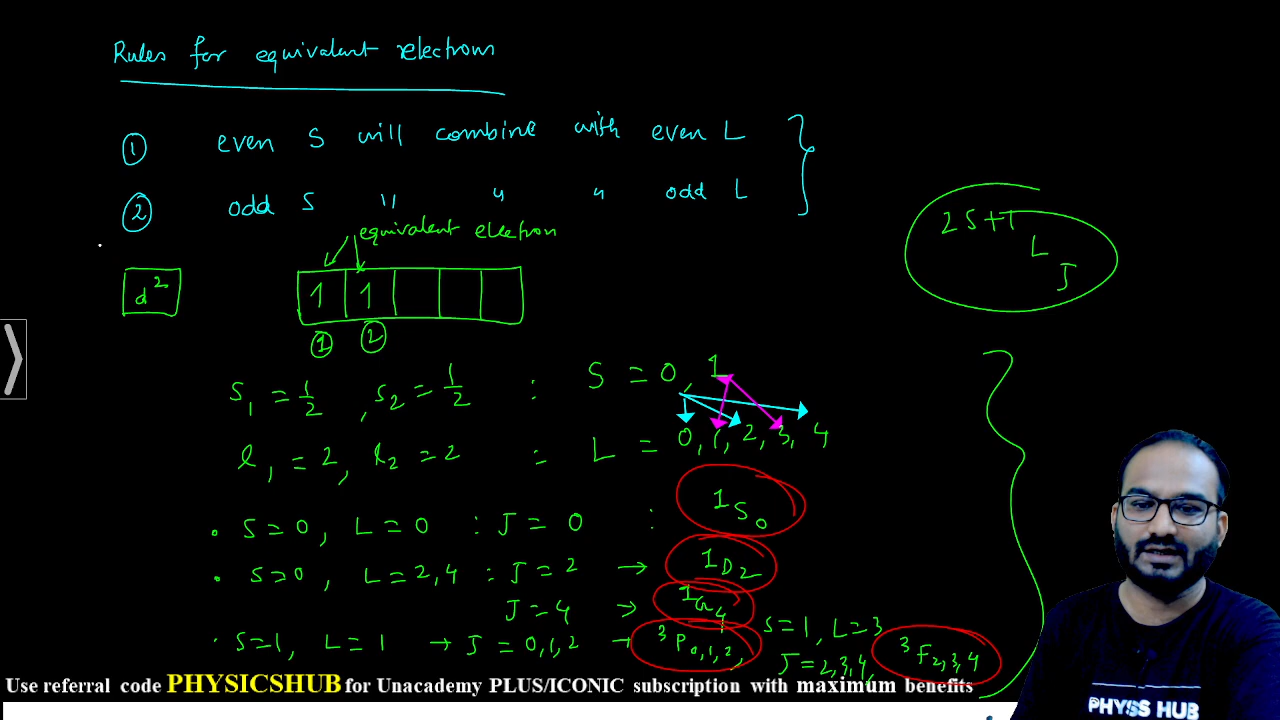 Rules for equivalent electrons
① even S will combine with even L
② odd S " " " odd L
equivalent electron
d²
1 1
① ②
2S+1 L J
S₁ = 1/2, S₂ = 1/2 : S = 0, 1
l₁ = 2, l₂ = 2 : L = 0, 1, 2, 3, 4
• S=0, L=0 : J = 0 : ¹S₀
• S=0, L=2,4 : J=2 → ¹D₂
J=4 → ¹G₄
• S=1, L=1 → J = 0,1,2 → ³P₀,₁,₂,
S=1, L=3
J=2,3,4, ³F₂,₃,₄
Use referral code PHYSICSHUB for Unacademy PLUS/ICONIC subscription with maximum benefits
PHYSICS HUB